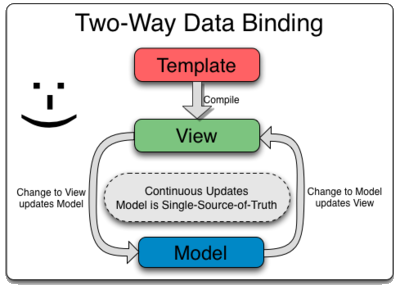 Two-Way Data Binding
Template
Compile
View
Change to View
updates Model
Continuous Updates
Model is Single-Source-of-Truth
Change to Model
updates View
Model